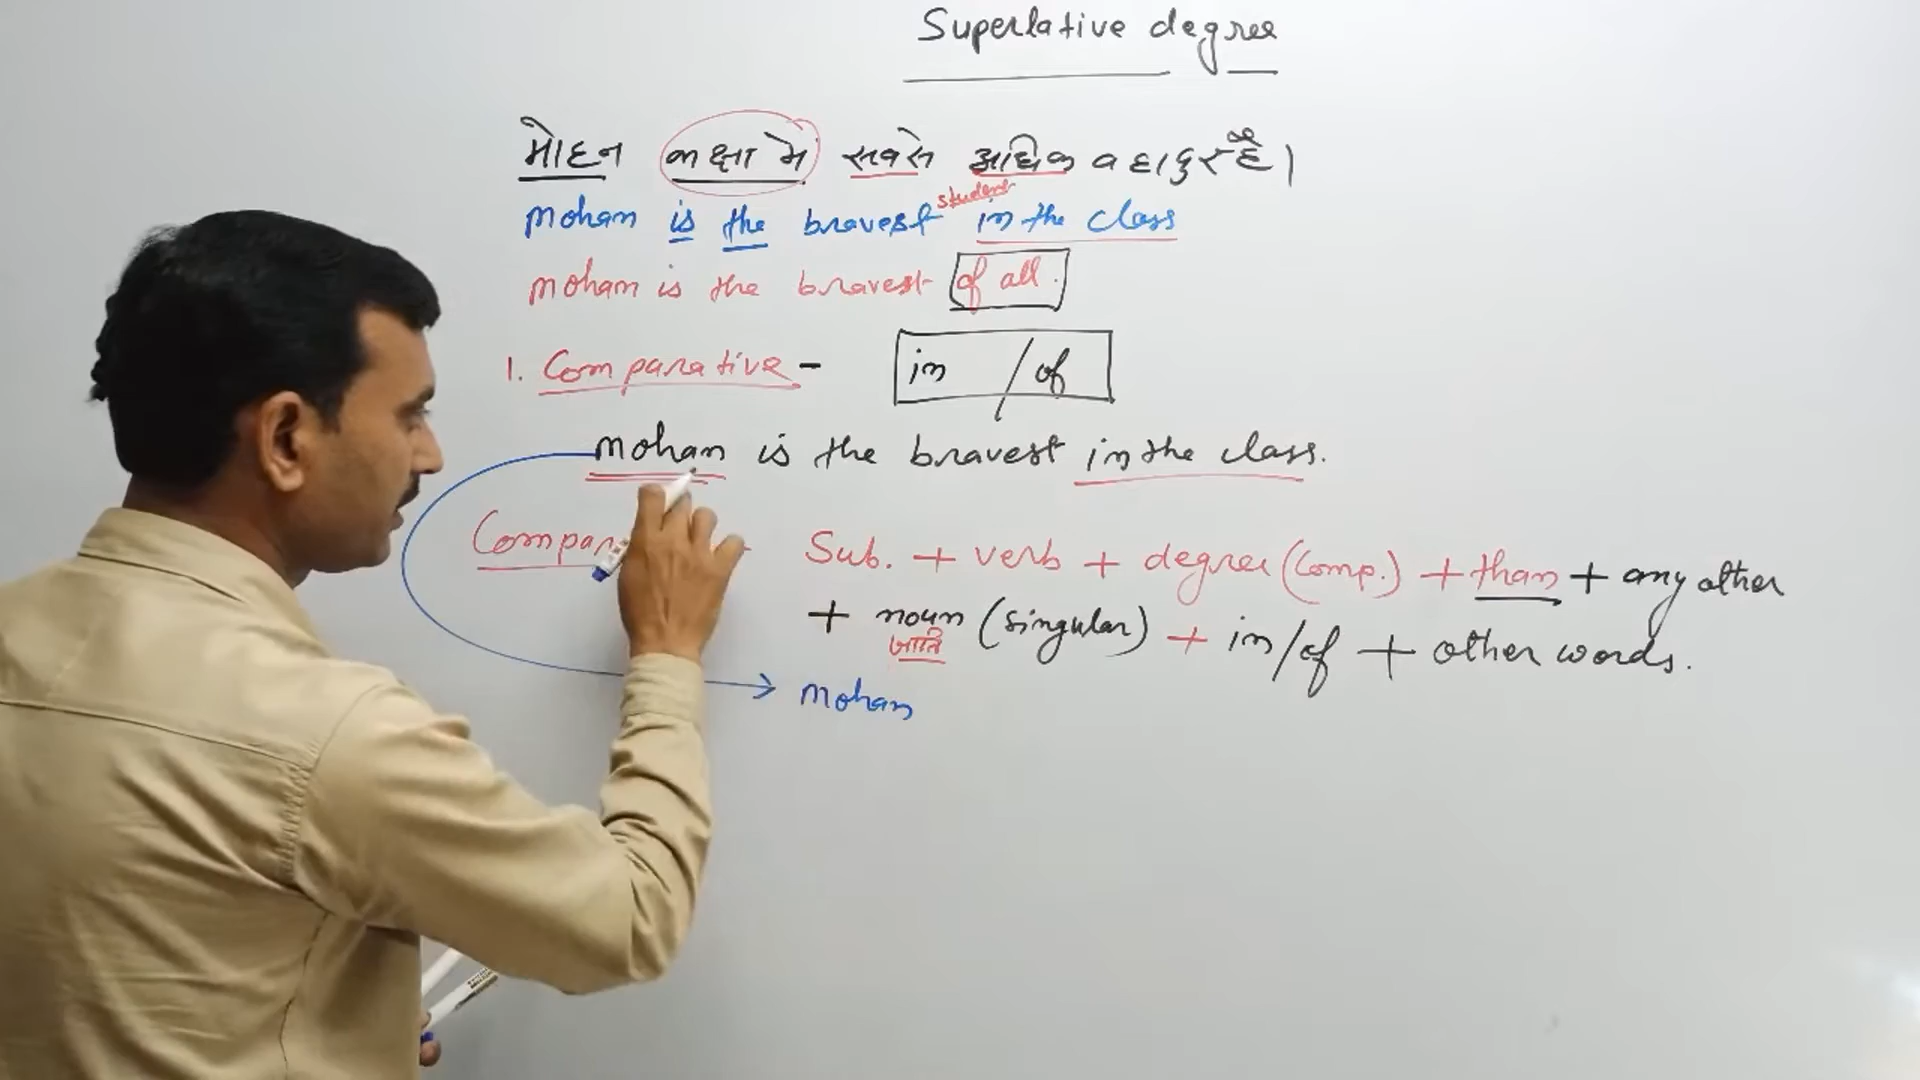 Superlative degree
मोहन कक्षा में सबसे अधिक बहादुर है।
student
Mohan is the bravest in the class
Mohan is the bravest of all.
1. Comparative - in / of
Mohan is the bravest in the class.
Compar Sub. + verb + degree (Comp.) + than + any other
+ noun (singular) + in/of + other words.
जाति
Mohan